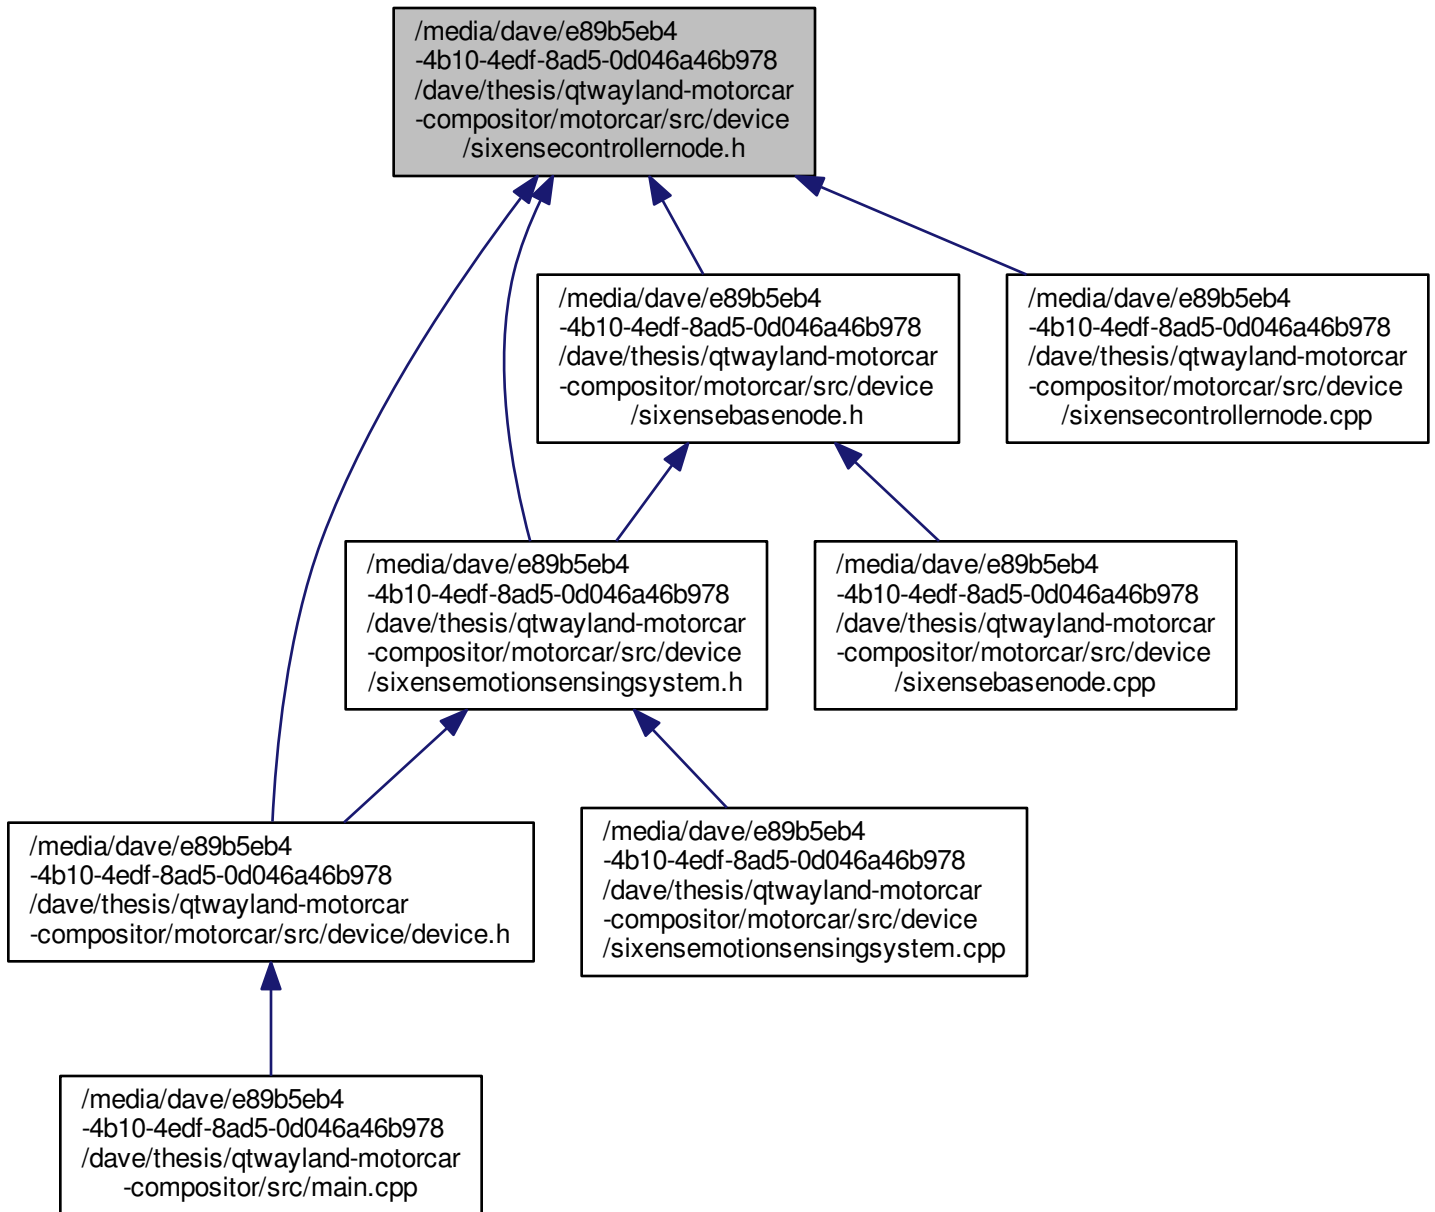 /media/dave/e89b5eb4
-4b10-4edf-8ad5-0d046a46b978
/dave/thesis/qtwayland-motorcar
-compositor/motorcar/src/device
/sixensecontrollernode.h
/media/dave/e89b5eb4
-4b10-4edf-8ad5-0d046a46b978
/dave/thesis/qtwayland-motorcar
-compositor/motorcar/src/device
/sixensebasenode.h
/media/dave/e89b5eb4
-4b10-4edf-8ad5-0d046a46b978
/dave/thesis/qtwayland-motorcar
-compositor/motorcar/src/device
/sixensecontrollernode.cpp
/media/dave/e89b5eb4
-4b10-4edf-8ad5-0d046a46b978
/dave/thesis/qtwayland-motorcar
-compositor/motorcar/src/device
/sixensemotionsensingsystem.h
/media/dave/e89b5eb4
-4b10-4edf-8ad5-0d046a46b978
/dave/thesis/qtwayland-motorcar
-compositor/motorcar/src/device
/sixensebasenode.cpp
/media/dave/e89b5eb4
-4b10-4edf-8ad5-0d046a46b978
/dave/thesis/qtwayland-motorcar
-compositor/motorcar/src/device/device.h
/media/dave/e89b5eb4
-4b10-4edf-8ad5-0d046a46b978
/dave/thesis/qtwayland-motorcar
-compositor/motorcar/src/device
/sixensemotionsensingsystem.cpp
/media/dave/e89b5eb4
-4b10-4edf-8ad5-0d046a46b978
/dave/thesis/qtwayland-motorcar
-compositor/src/main.cpp